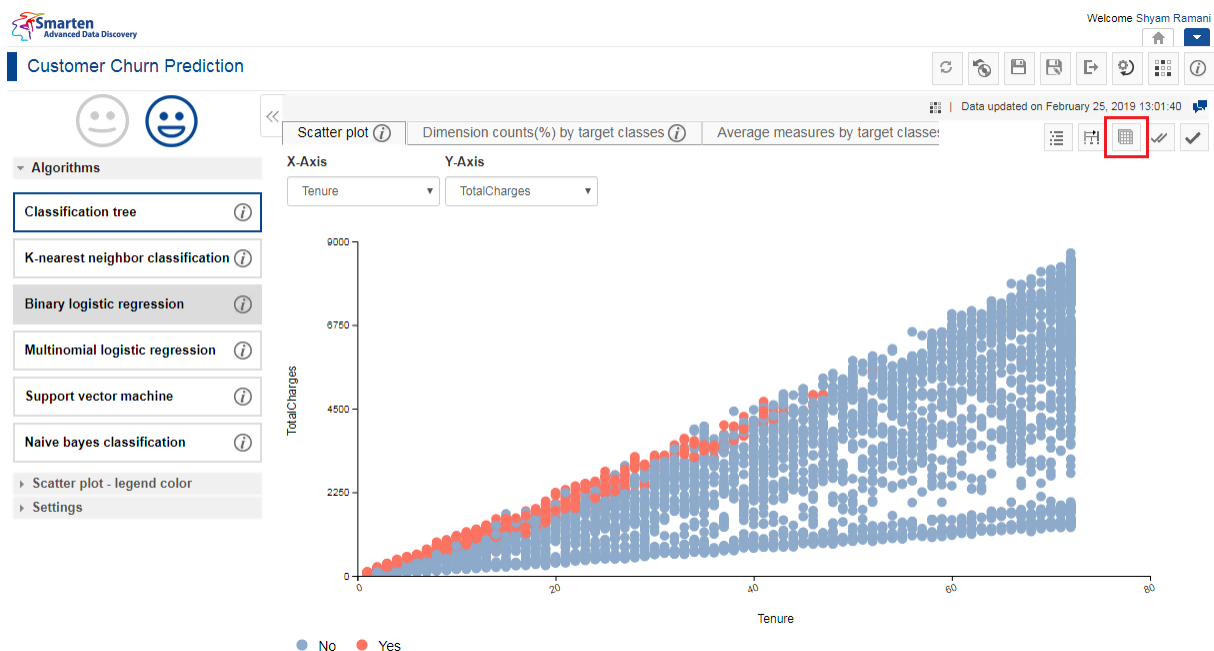 Smarten
Advanced Data Discovery
Welcome Shyam Ramani
Customer Churn Prediction
Data updated on February 25, 2019 13:01:40
Scatter plot
Dimension counts(%) by target classes
Average measures by target classes
Algorithms
Classification tree
K-nearest neighbor classification
Binary logistic regression
Multinomial logistic regression
Support vector machine
Naive bayes classification
Scatter plot - legend color
Settings
X-Axis
Y-Axis
Tenure
TotalCharges
9000
6750
4500
2250
0
TotalCharges
0
20
40
60
80
Tenure
No
Yes